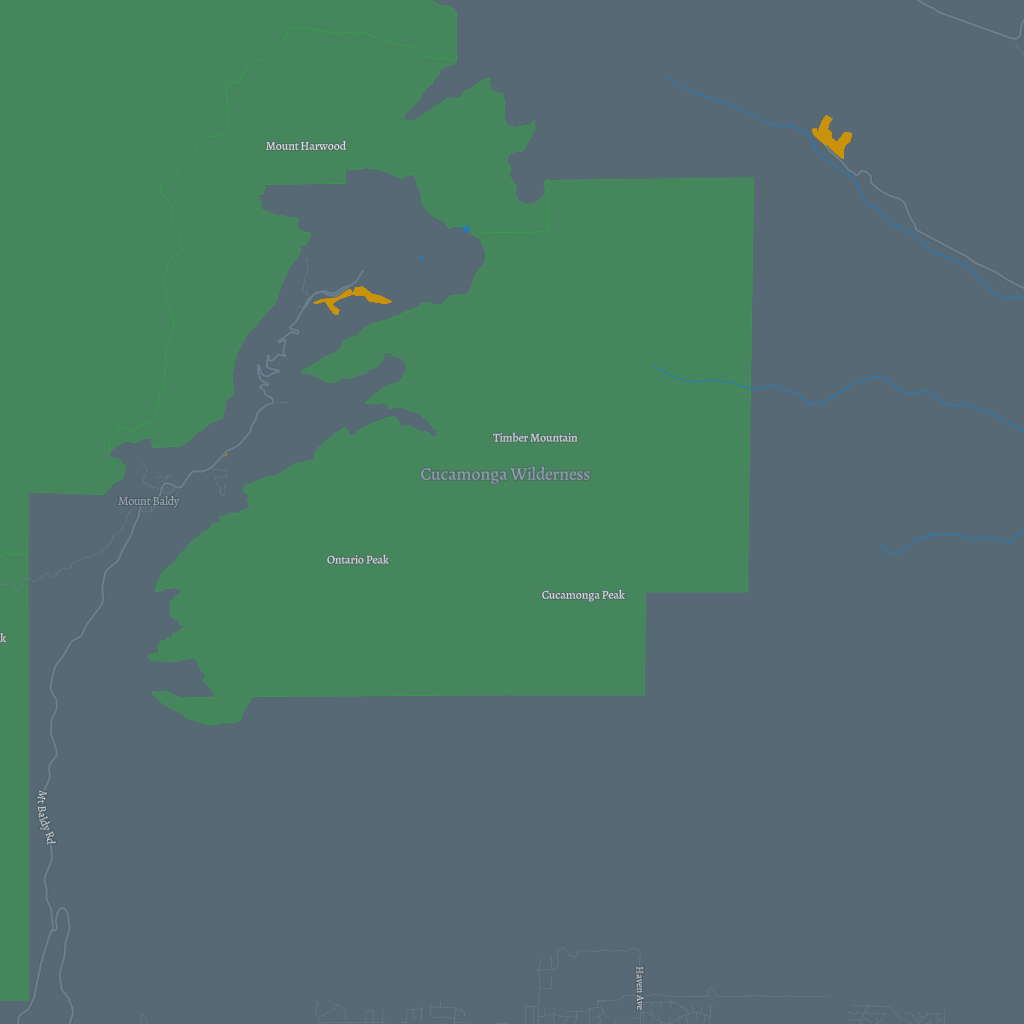 Mount Harwood
Timber Mountain
Cucamonga Wilderness
Mount Baldy
Ontario Peak
Cucamonga Peak
k
Mt Baldy Rd
Haven Ave